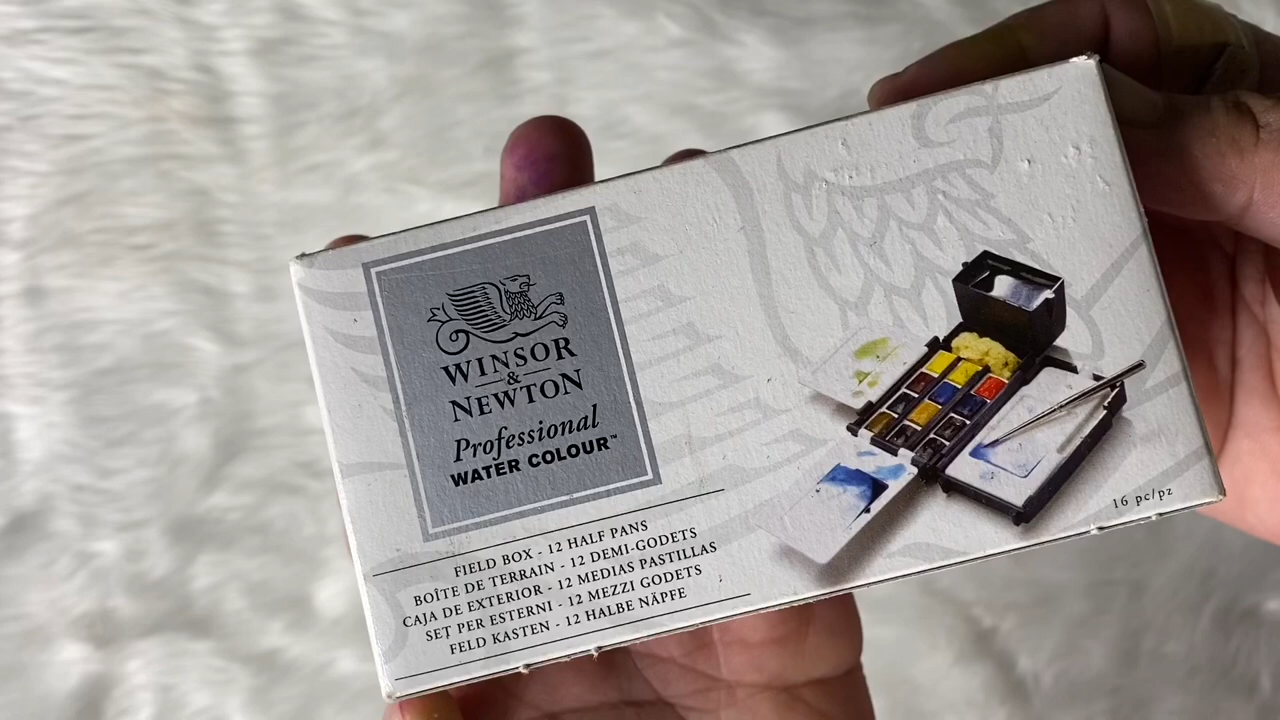 WINSOR
&
NEWTON
Professional
WATER COLOUR™
FIELD BOX - 12 HALF PANS
BOÎTE DE TERRAIN - 12 DEMI-GODETS
CAJA DE EXTERIOR - 12 MEDIAS PASTILLAS
SET PER ESTERNI - 12 MEZZI GODETS
FELD KASTEN - 12 HALBE NÄPFE
16 pc/pz